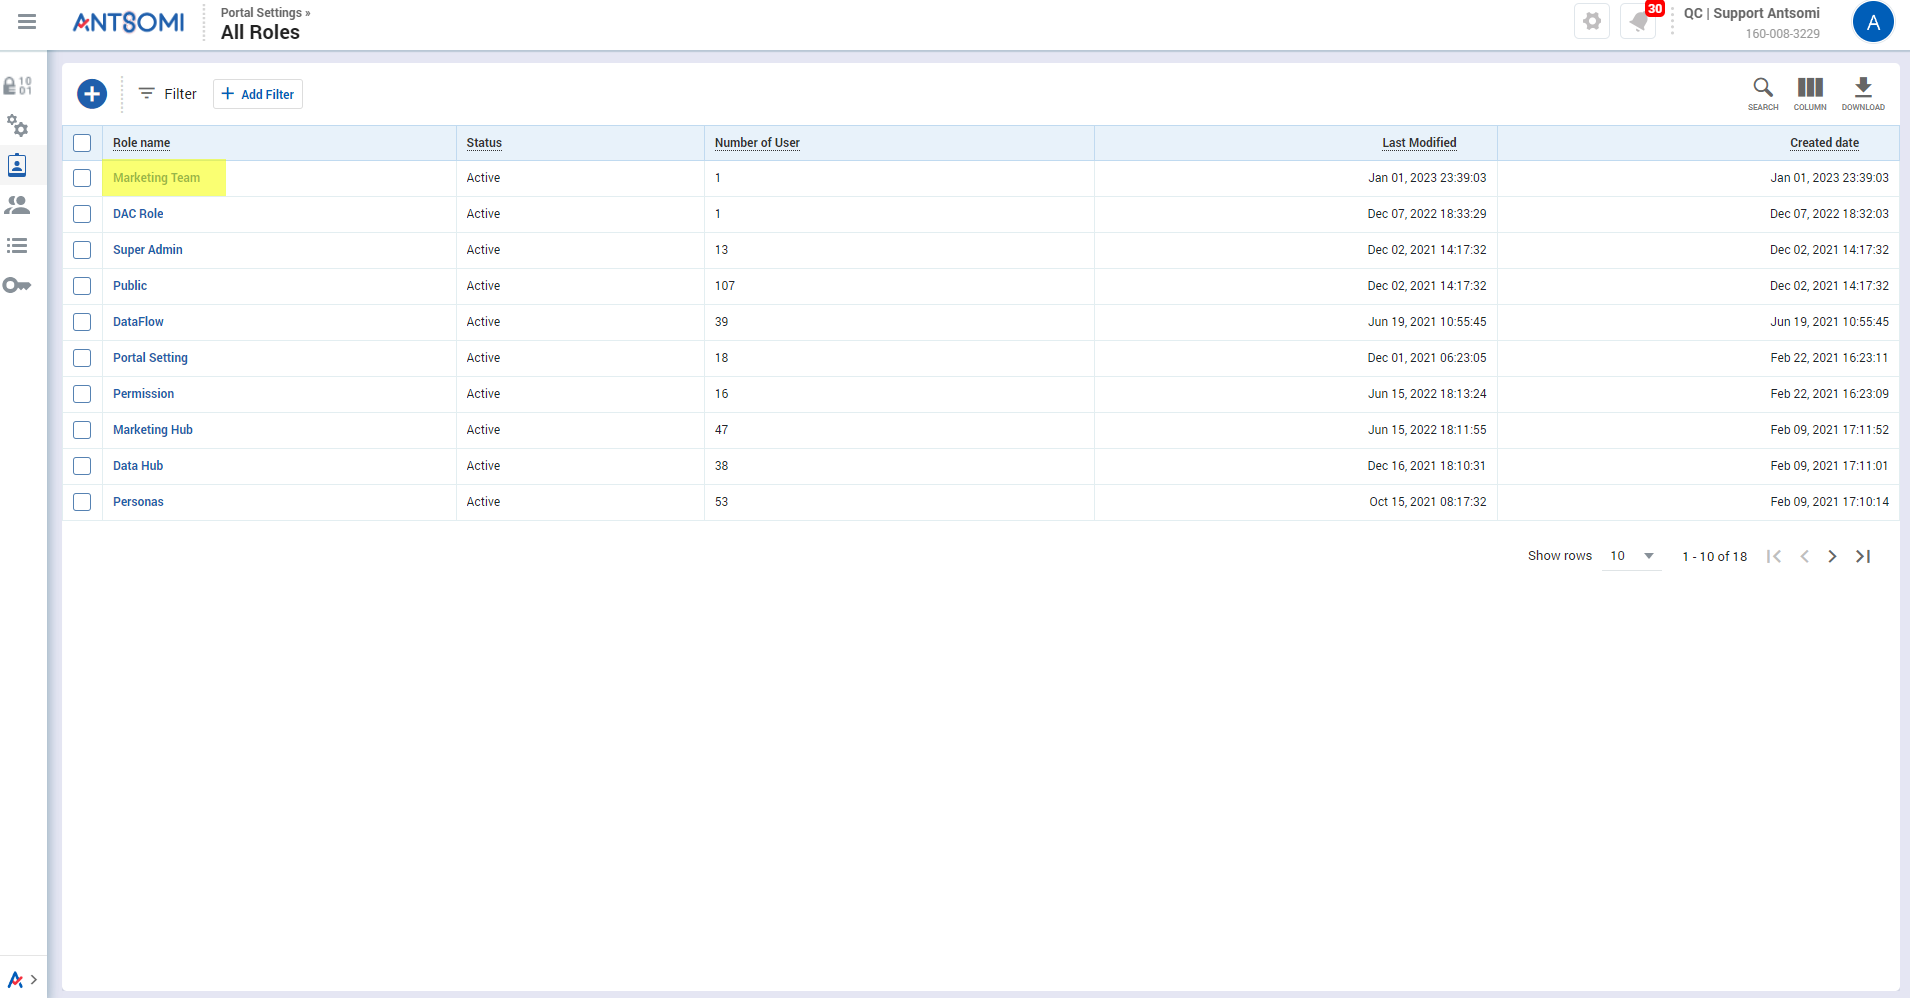 ANTSOMI
Portal Settings »
All Roles
30
QC | Support Antsomi
160-008-3229
A
10
01
Filter
Add Filter
SEARCH
COLUMN
DOWNLOAD
Role name Status Number of User Last Modified Created date
Marketing Team Active 1 Jan 01, 2023 23:39:03 Jan 01, 2023 23:39:03
DAC Role Active 1 Dec 07, 2022 18:33:29 Dec 07, 2022 18:32:03
Super Admin Active 13 Dec 02, 2021 14:17:32 Dec 02, 2021 14:17:32
Public Active 107 Dec 02, 2021 14:17:32 Dec 02, 2021 14:17:32
DataFlow Active 39 Jun 19, 2021 10:55:45 Jun 19, 2021 10:55:45
Portal Setting Active 18 Dec 01, 2021 06:23:05 Feb 22, 2021 16:23:11
Permission Active 16 Jun 15, 2022 18:13:24 Feb 22, 2021 16:23:09
Marketing Hub Active 47 Jun 15, 2022 18:11:55 Feb 09, 2021 17:11:52
Data Hub Active 38 Dec 16, 2021 18:10:31 Feb 09, 2021 17:11:01
Personas Active 53 Oct 15, 2021 08:17:32 Feb 09, 2021 17:10:14
Show rows 10 1 - 10 of 18